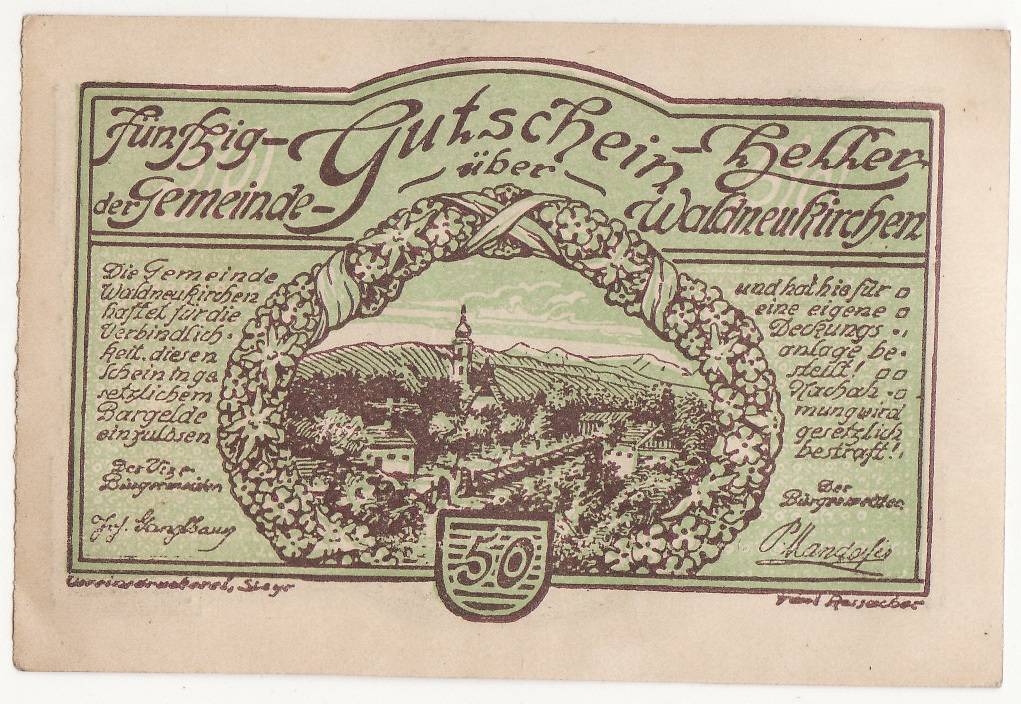 Fünfzig- Gutschein- Heller
über
der Gemeinde- Waldneukirchen
Die Gemeinde
Waldneukirchen
haftet für die
Verbindlich-
keit, diesen
Schein in ge
setzlichem
Bargelde
einzulösen
Der Vize
Bürgermeister
und hat hiefür
eine eigene
Deckungs-
anlage be-
stellt!
Nachah-
mung wird
gesetzlich
bestraft!
Der
Bürgermeister
50
Vereinsdruckerei, Steyr